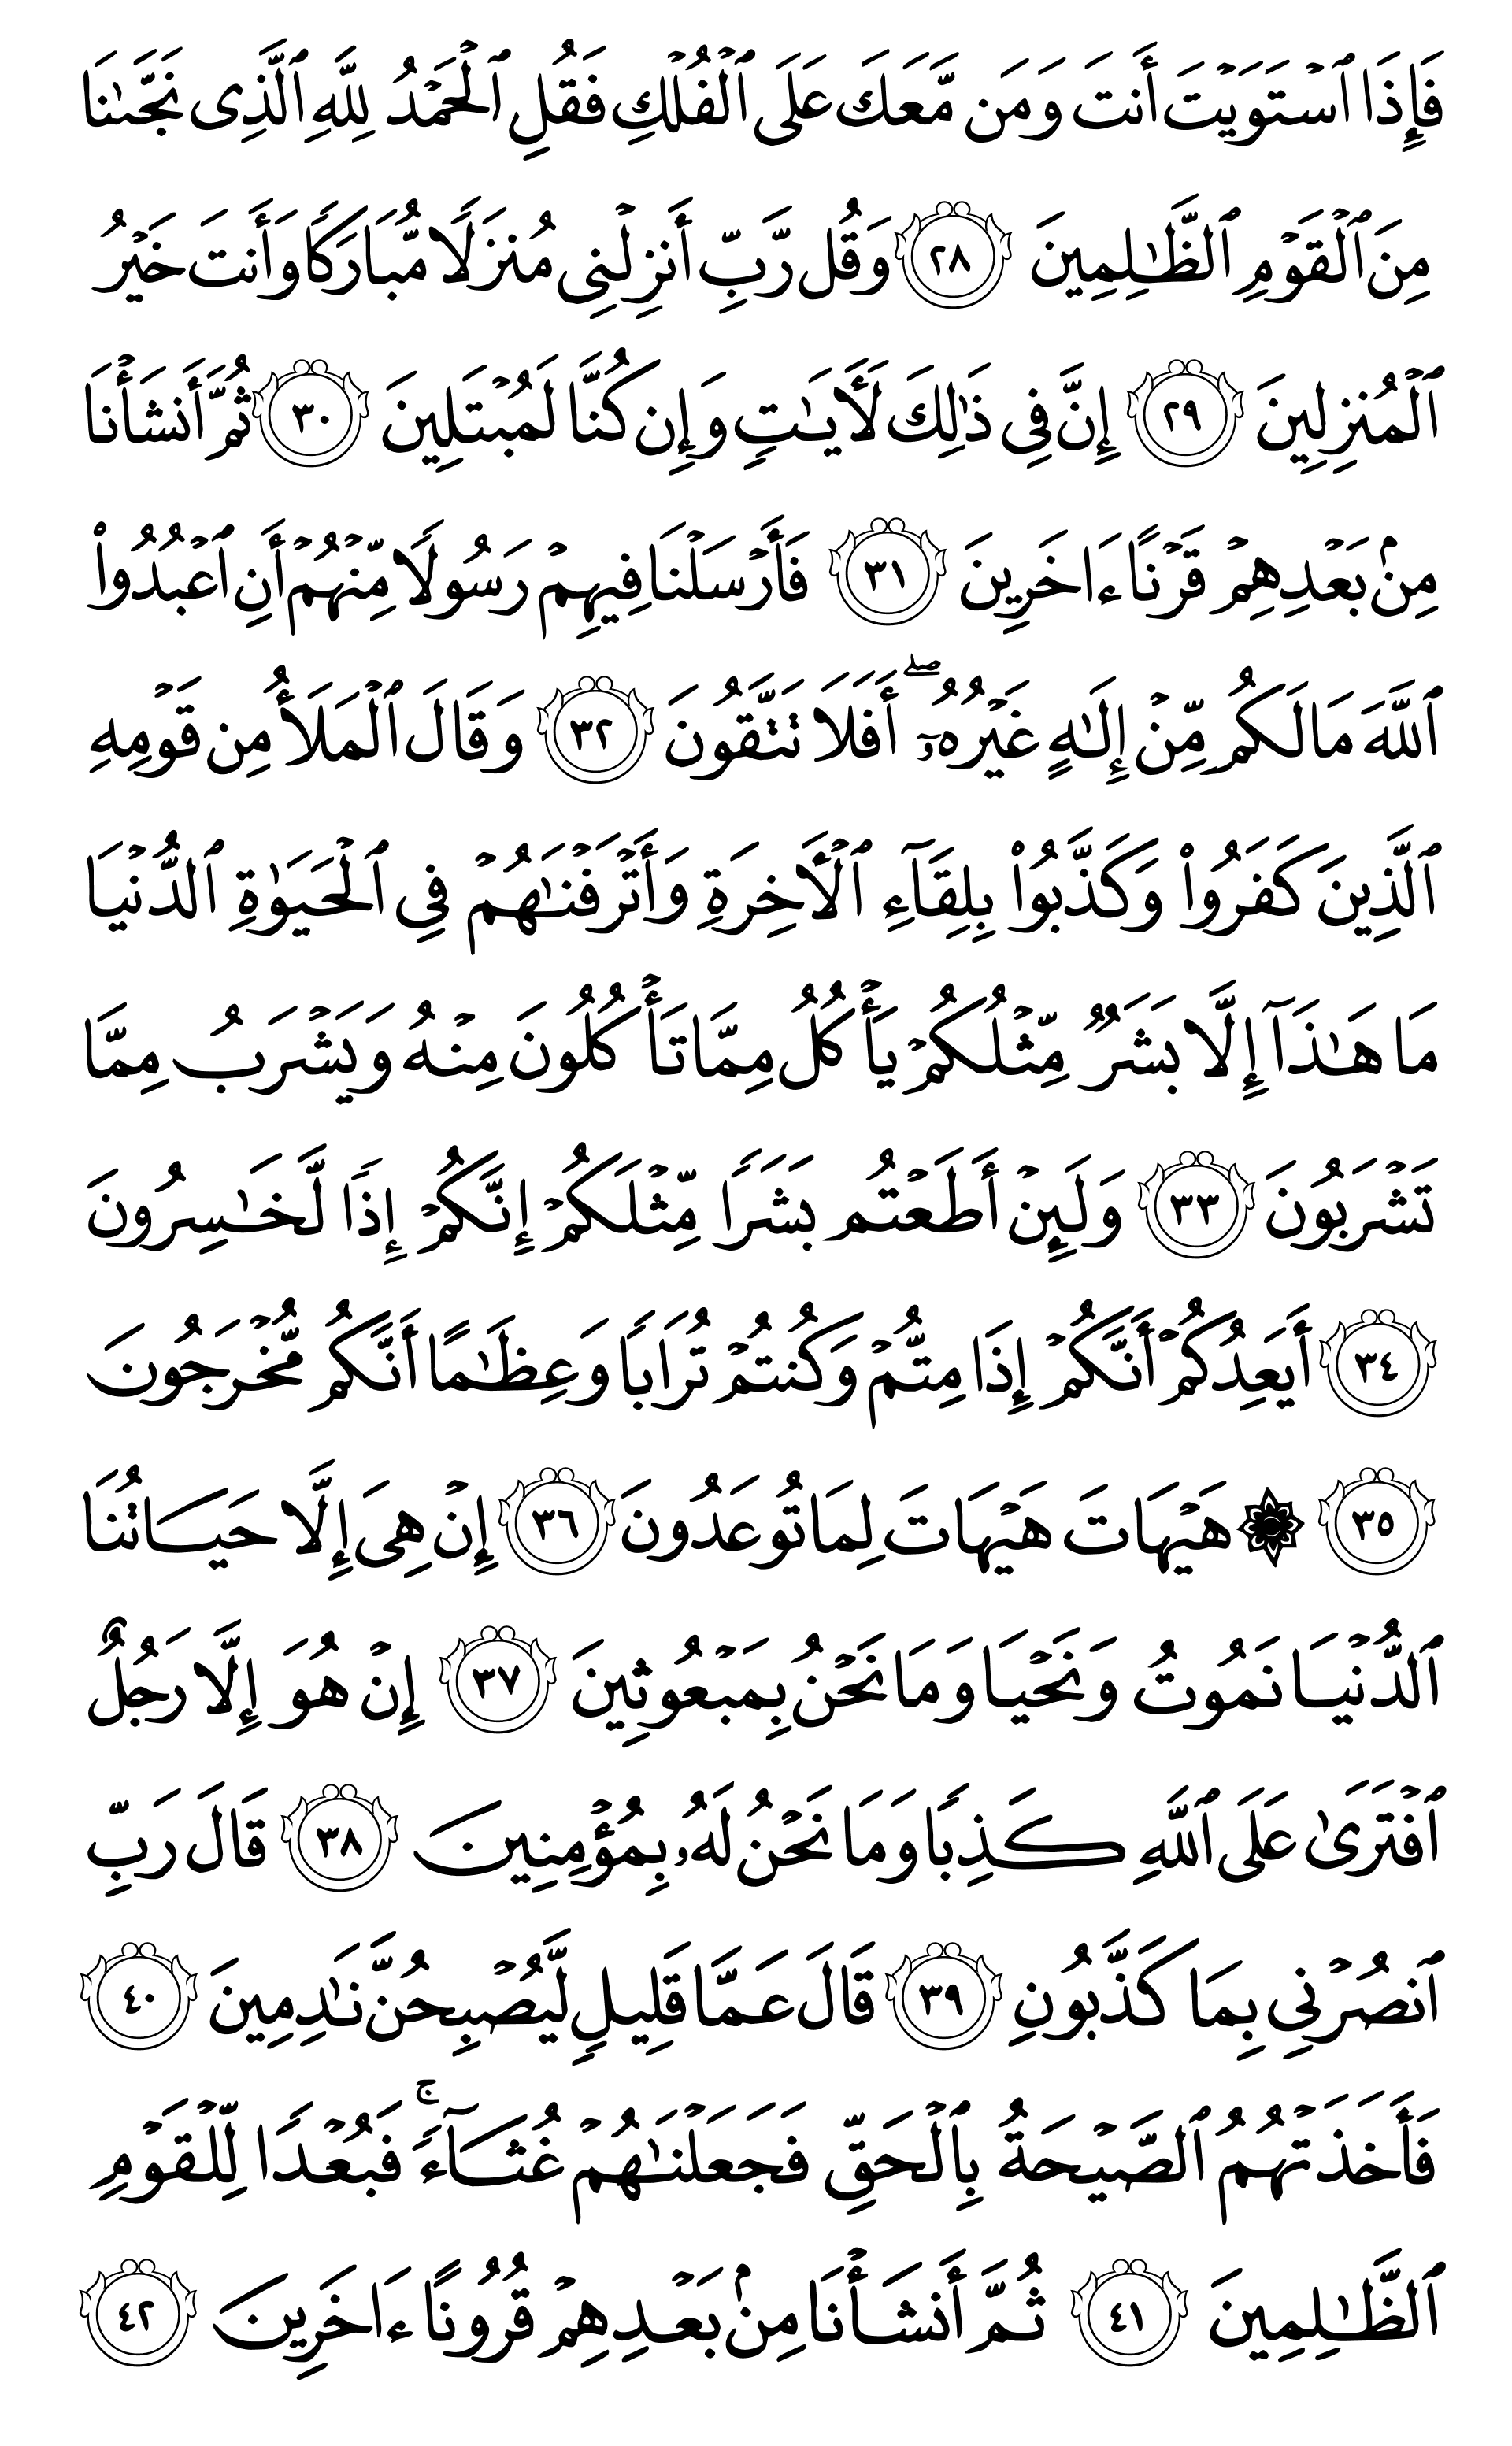 فَإِذَا ٱسْتَوَيْتَ أَنتَ وَمَن مَّعَكَ عَلَى ٱلْفُلْكِ فَقُلِ ٱلْحَمْدُ لِلَّهِ ٱلَّذِى نَجَّىٰنَا
مِنَ ٱلْقَوْمِ ٱلظَّـٰلِمِينَ ٢٨ وَقُل رَّبِّ أَنزِلْنِى مُنزَلًا مُّبَارَكًا وَأَنتَ خَيْرُ
ٱلْمُنزِلِينَ ٢٩ إِنَّ فِى ذَٰلِكَ لَـَٔايَـٰتٍ وَإِن كُنَّا لَمُبْتَلِينَ ٣٠ ثُمَّ أَنشَأْنَا
مِنۢ بَعْدِهِمْ قَرْنًا ءَاخَرِينَ ٣١ فَأَرْسَلْنَا فِيهِمْ رَسُولًا مِّنْهُمْ أَنِ ٱعْبُدُوا۟
ٱللَّهَ مَا لَكُم مِّنْ إِلَـٰهٍ غَيْرُهُۥٓ ۖ أَفَلَا تَتَّقُونَ ٣٢ وَقَالَ ٱلْمَلَأُ مِن قَوْمِهِ
ٱلَّذِينَ كَفَرُوا۟ وَكَذَّبُوا۟ بِلِقَآءِ ٱلْـَٔاخِرَةِ وَأَتْرَفْنَـٰهُمْ فِى ٱلْحَيَوٰةِ ٱلدُّنْيَا
مَا هَـٰذَآ إِلَّا بَشَرٌ مِّثْلُكُمْ يَأْكُلُ مِمَّا تَأْكُلُونَ مِنْهُ وَيَشْرَبُ مِمَّا
تَشْرَبُونَ ٣٣ وَلَئِنْ أَطَعْتُم بَشَرًا مِّثْلَكُمْ إِنَّكُمْ إِذًا لَّخَـٰسِرُونَ
٣٤ أَيَعِدُكُمْ أَنَّكُمْ إِذَا مِتُّمْ وَكُنتُمْ تُرَابًا وَعِظَـٰمًا أَنَّكُم مُّخْرَجُونَ
٣٥ ۞ هَيْهَاتَ هَيْهَاتَ لِمَا تُوعَدُونَ ٣٦ إِنْ هِىَ إِلَّا حَيَاتُنَا
ٱلدُّنْيَا نَمُوتُ وَنَحْيَا وَمَا نَحْنُ بِمَبْعُوثِينَ ٣٧ إِنْ هُوَ إِلَّا رَجُلٌ
ٱفْتَرَىٰ عَلَى ٱللَّهِ كَذِبًا وَمَا نَحْنُ لَهُۥ بِمُؤْمِنِينَ ٣٨ قَالَ رَبِّ
ٱنصُرْنِى بِمَا كَذَّبُونِ ٣٩ قَالَ عَمَّا قَلِيلٍ لَّيُصْبِحُنَّ نَـٰدِمِينَ ٤٠
فَأَخَذَتْهُمُ ٱلصَّيْحَةُ بِٱلْحَقِّ فَجَعَلْنَـٰهُمْ غُثَآءً ۚ فَبُعْدًا لِّلْقَوْمِ
ٱلظَّـٰلِمِينَ ٤١ ثُمَّ أَنشَأْنَا مِنۢ بَعْدِهِمْ قُرُونًا ءَاخَرِينَ ٤٢